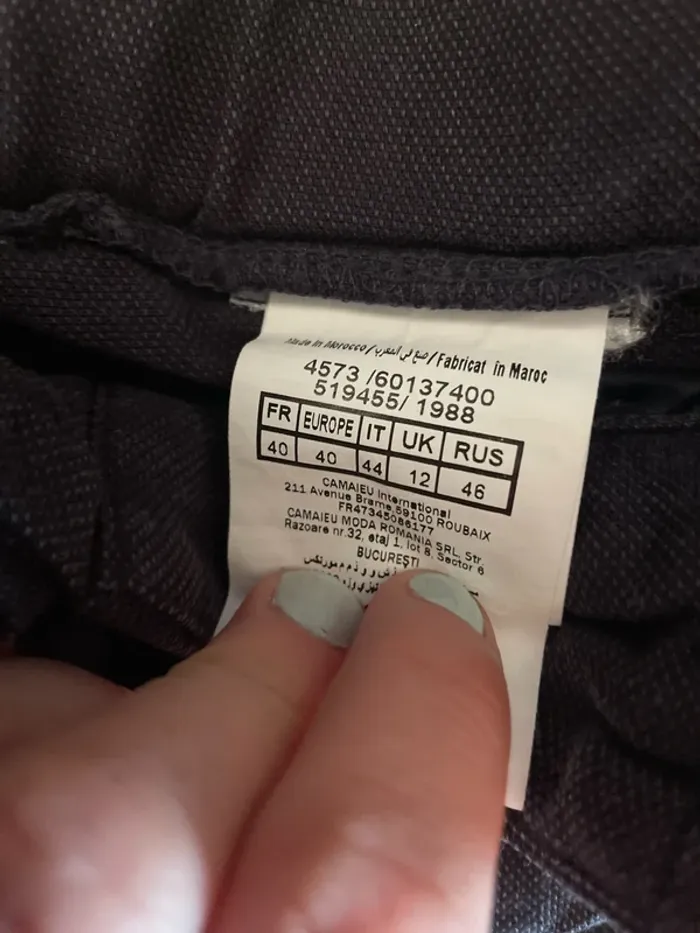 Made in Morocco / صنع في المغرب / Fabricat în Maroc
4573 /60137400
519455/ 1988
FR EUROPE IT UK RUS
40 40 44 12 46
CAMAIEU International
211 Avenue Brame 59100 ROUBAIX
FR47345086177
CAMAIEU MODA ROMANIA SRL, Str.
Razoare nr.32, etaj 1, lot 8, Sector 6
BUCUREȘTI